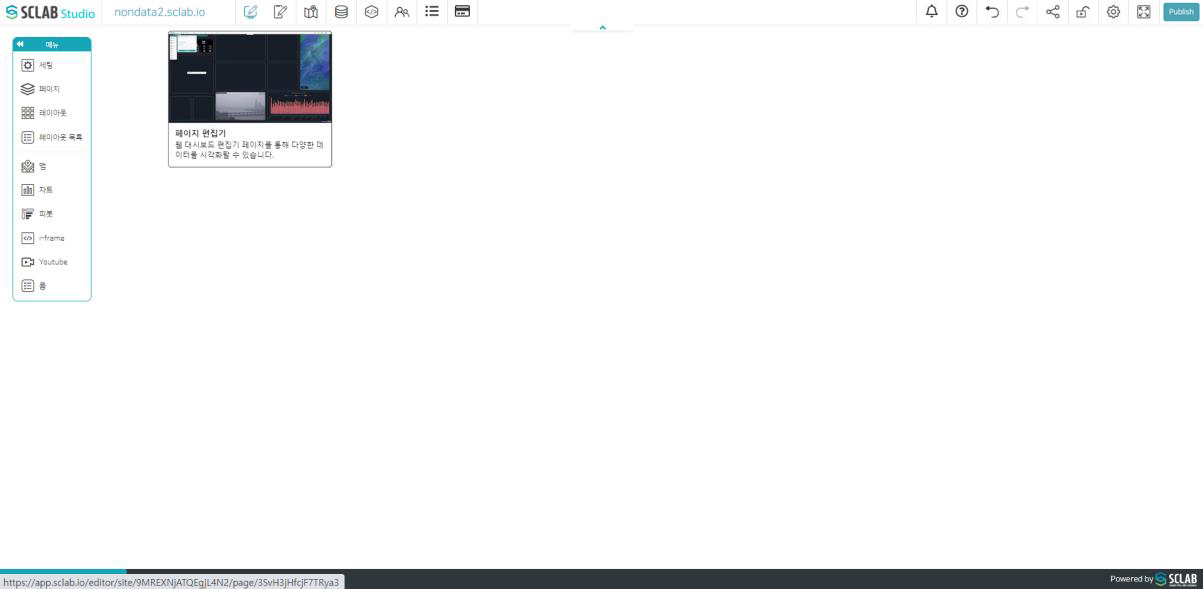 SCLAB Studio
nondata2.sclab.io
Publish
메뉴
세팅
페이지
레이아웃
레이아웃 목록
맵
차트
피봇
i-frame
Youtube
폼
페이지 편집기
웹 대시보드 편집기 페이지를 통해 다양한 데
이터를 시각화할 수 있습니다.
https://app.sclab.io/editor/site/9MREXNjATQEgjL4N2/page/3SvH3jHfcjF7TRya3
Powered by SCLAB